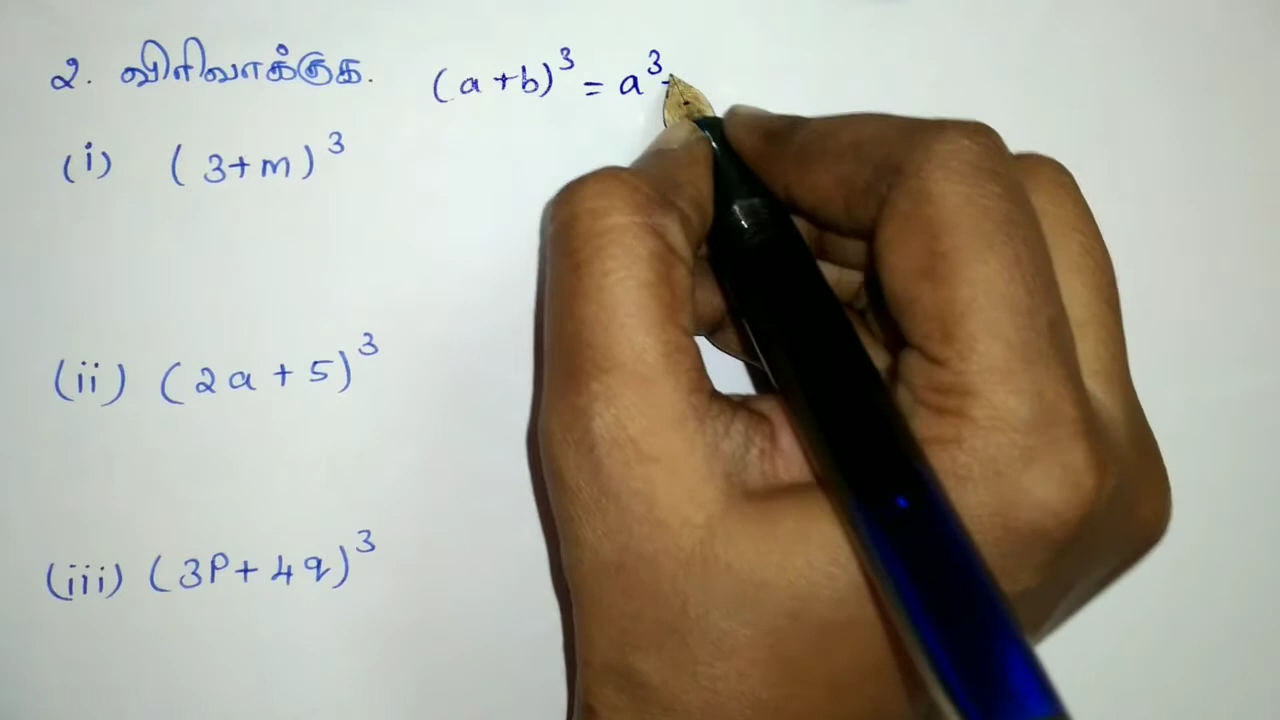 2. விரிவாக்குக. (a+b)³ = a³
(i) (3+m)³
(ii) (2a+5)³
(iii) (3p+4q)³